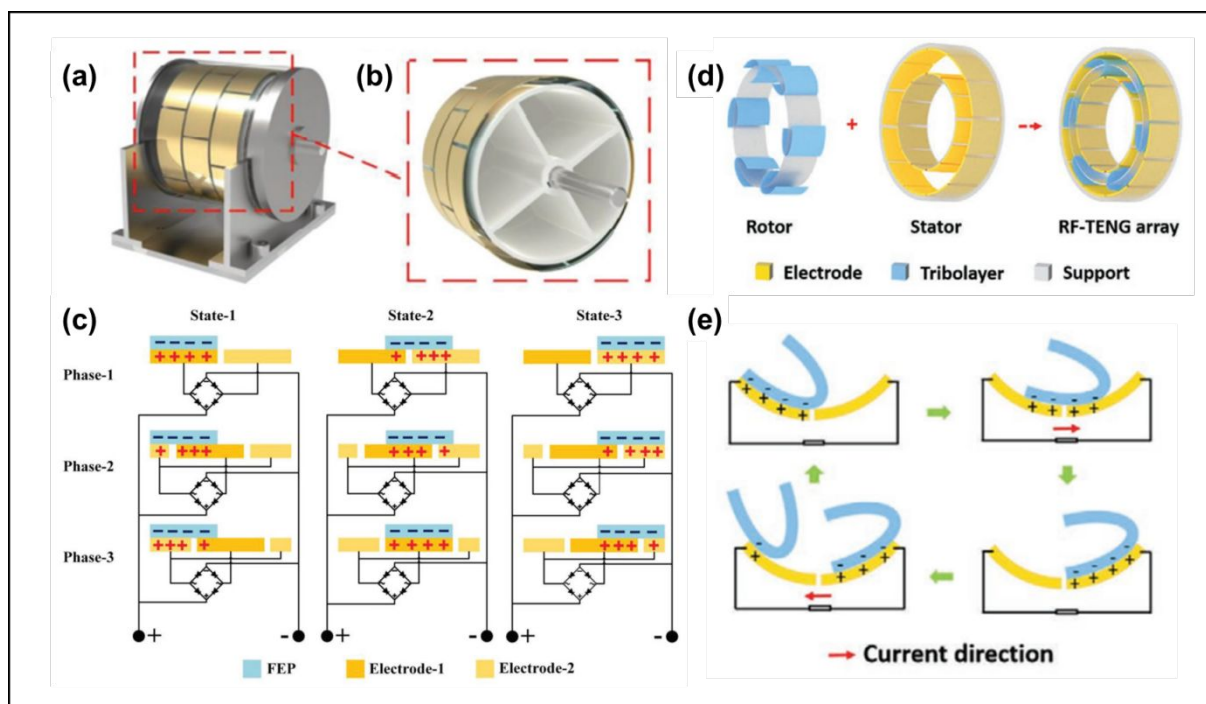 (a)
(b)
(d)
Rotor
+
Stator
RF-TENG array
Electrode
Tribolayer
Support
(c)
State-1
State-2
State-3
Phase-1
- - - -
- - - -
- - - -
+ + + +
+ +++
+ + + +
Phase-2
- - - -
- - - -
- - - -
+ +++
+++ +
+ +++
Phase-3
- - - -
- - - -
- - - -
+++ +
+ + + +
+++ +
+ -
+ -
+ -
FEP
Electrode-1
Electrode-2
(e)
- - - -
+ + + +
- - - -
+ + + +
- - - -
+ + + +
- - - -
+ + + +
Current direction